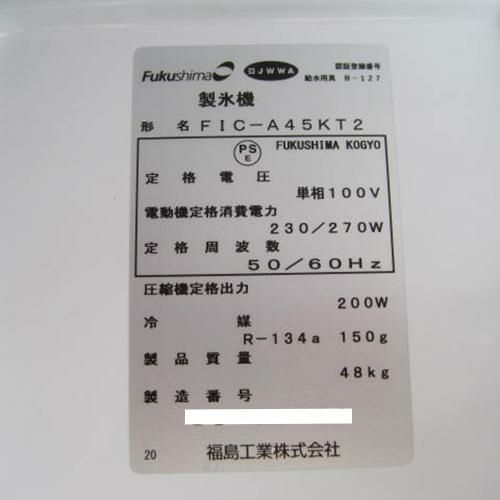 Fukushima JWWA 認証登録番号
給水用具 B-127
製氷機
形名 FIC-A45KT2
PS E FUKUSHIMA KOGYO
定格電圧
単相100V
電動機定格消費電力
230/270W
定格周波数
50/60Hz
圧縮機定格出力
200W
冷媒
R-134a 150g
製品質量
48kg
製造番号
20 福島工業株式会社